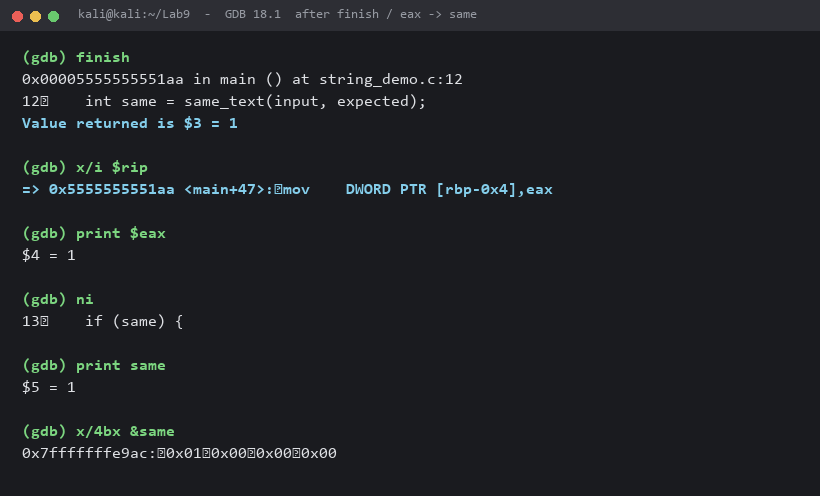 kali@kali:~/Lab9  -  GDB 18.1  after finish / eax -> same
(gdb) finish
0x00005555555551aa in main () at string_demo.c:12
12	    int same = same_text(input, expected);
Value returned is $3 = 1
(gdb) x/i $rip
=> 0x5555555551aa <main+47>:	mov    DWORD PTR [rbp-0x4],eax
(gdb) print $eax
$4 = 1
(gdb) ni
13	    if (same) {
(gdb) print same
$5 = 1
(gdb) x/4bx &same
0x7fffffffe9ac:	0x01	0x00	0x00	0x00